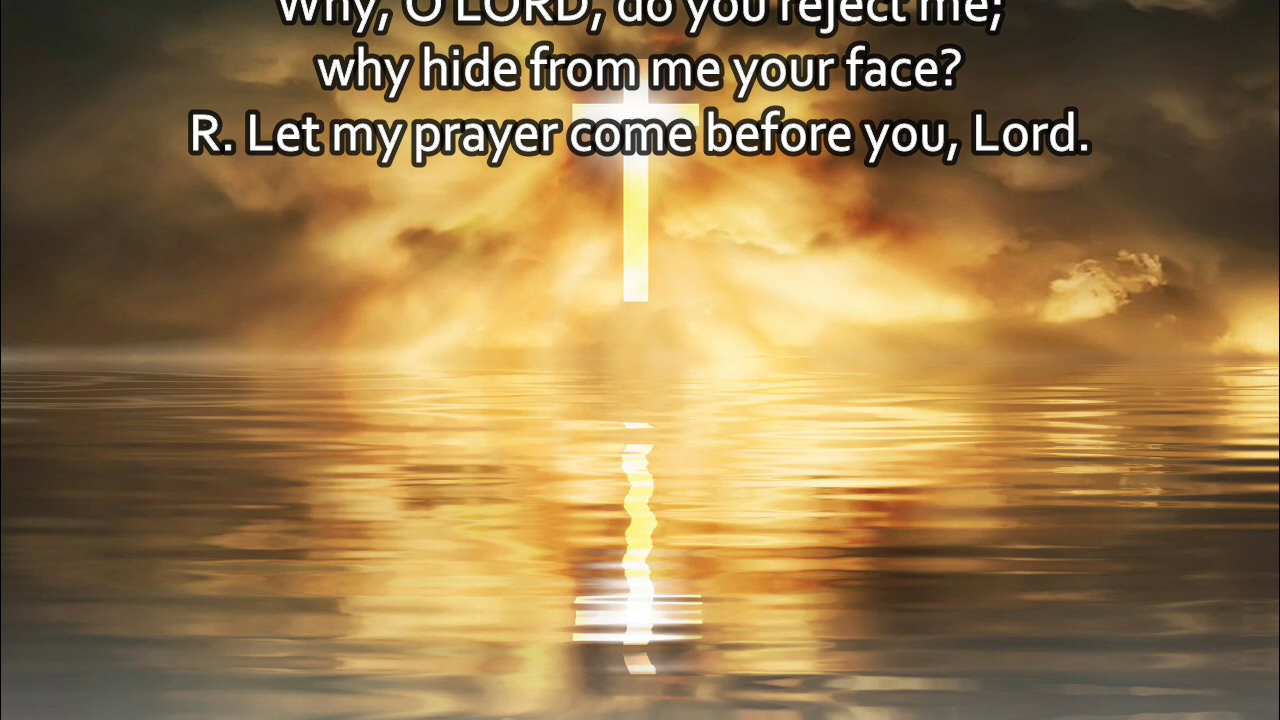 Why, O LORD, do you reject me;
why hide from me your face?
R. Let my prayer come before you, Lord.